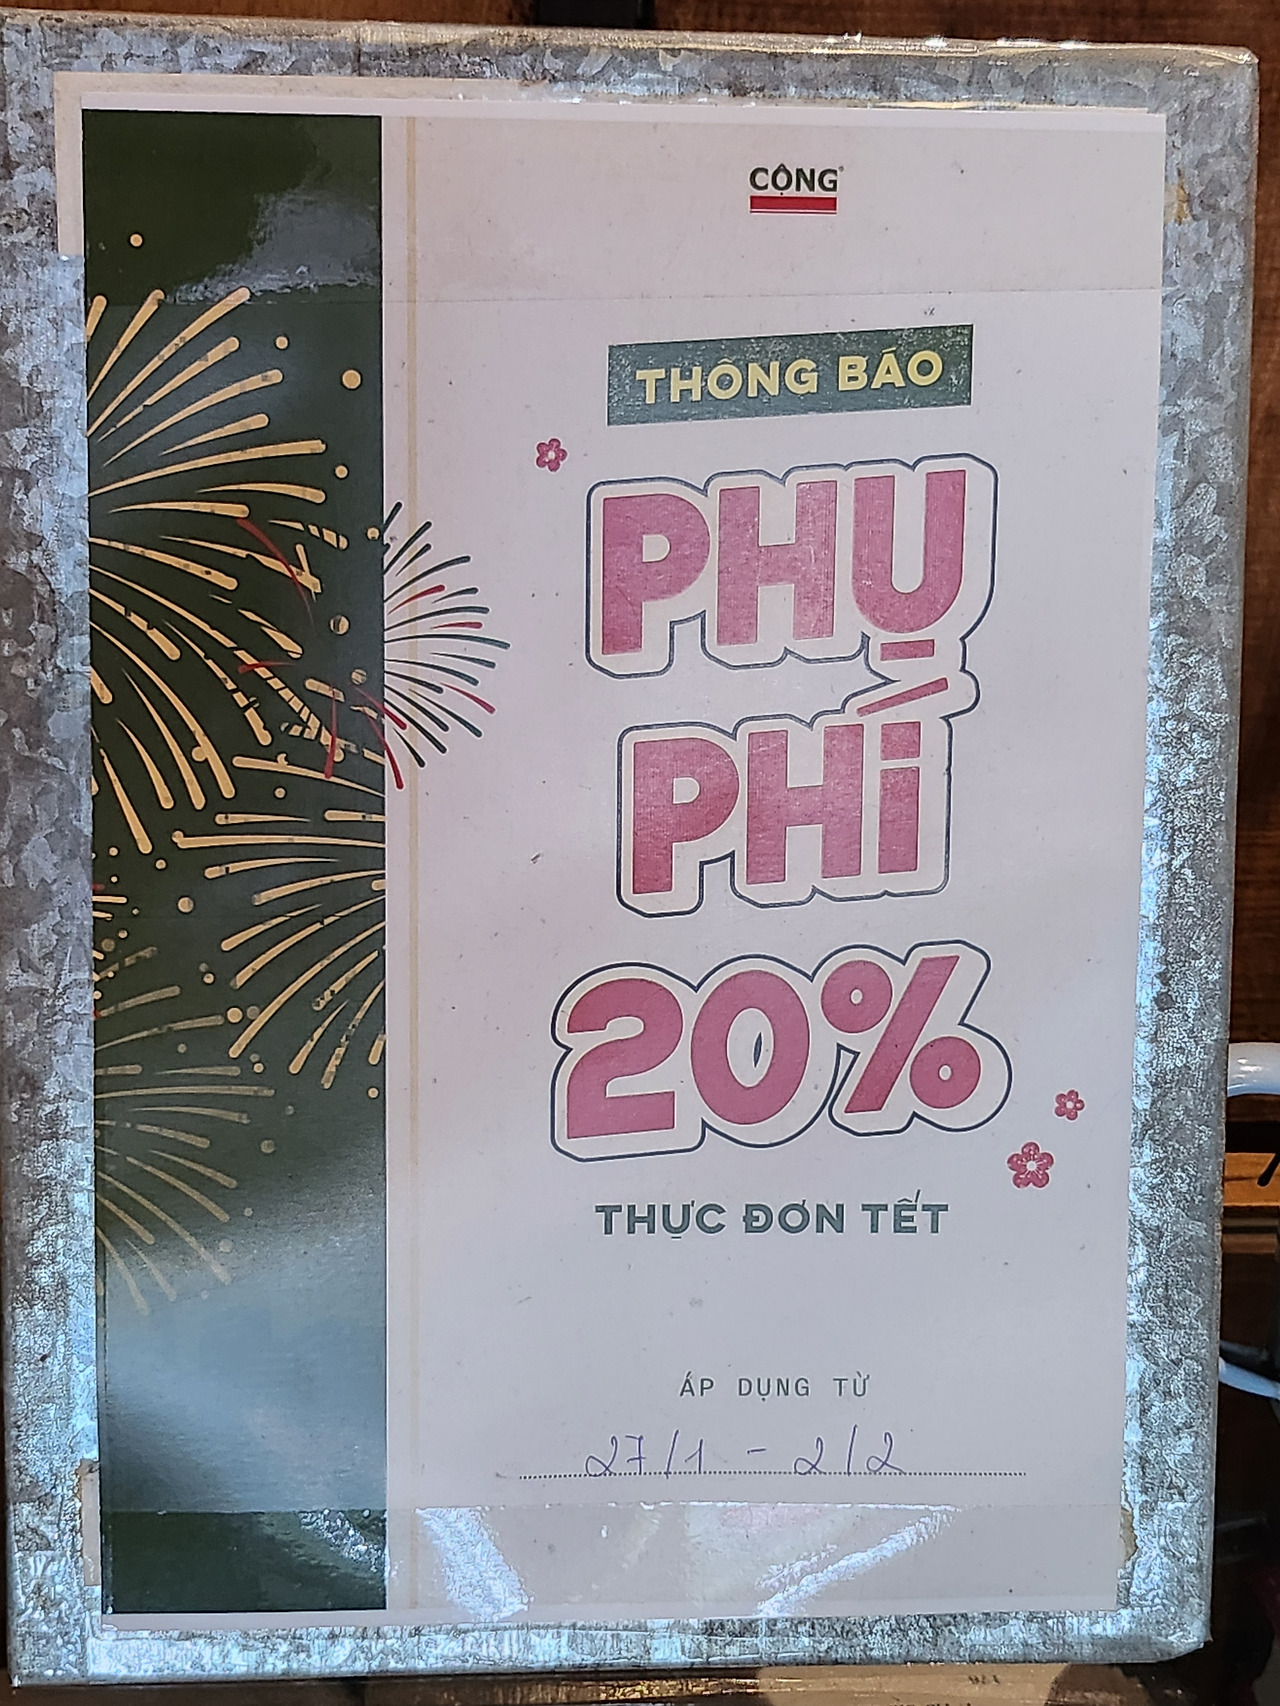 CỘNG
THÔNG BÁO
PHỤ
PHÍ
20%
THỰC ĐƠN TẾT
ÁP DỤNG TỪ
27/1 - 2/2